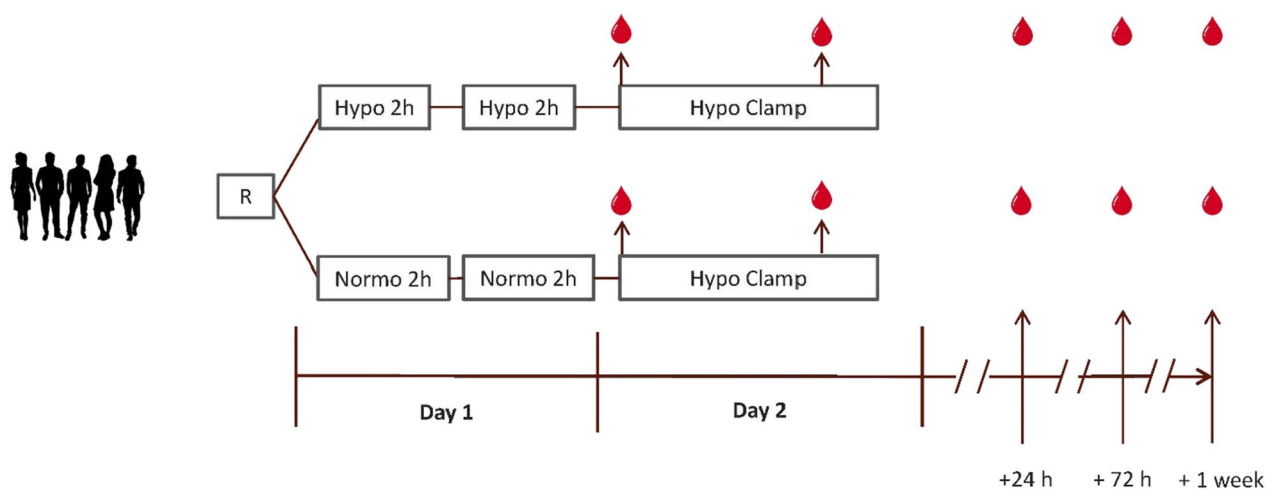 Hypo 2h
Hypo 2h
Hypo Clamp
R
Normo 2h
Normo 2h
Hypo Clamp
Day 1
Day 2
+24 h
+ 72 h
+ 1 week